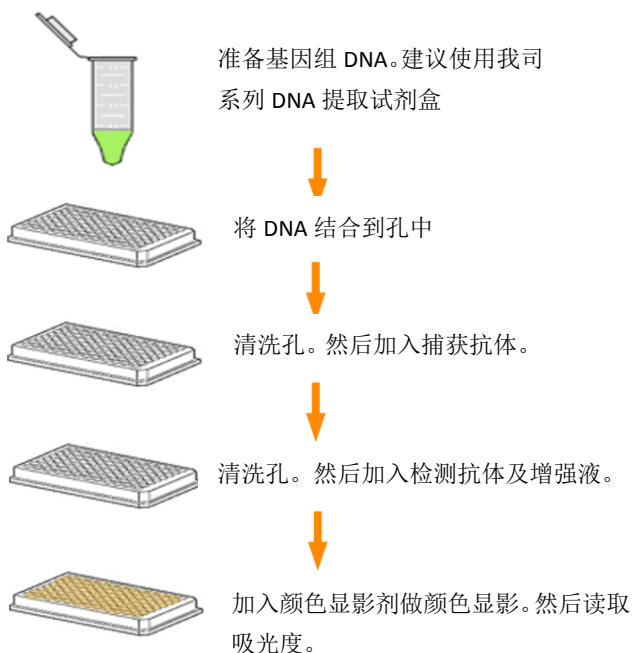 准备基因组 DNA。建议使用我司
系列 DNA 提取试剂盒
将 DNA 结合到孔中
清洗孔。然后加入捕获抗体。
清洗孔。然后加入检测抗体及增强液。
加入颜色显影剂做颜色显影。然后读取
吸光度。